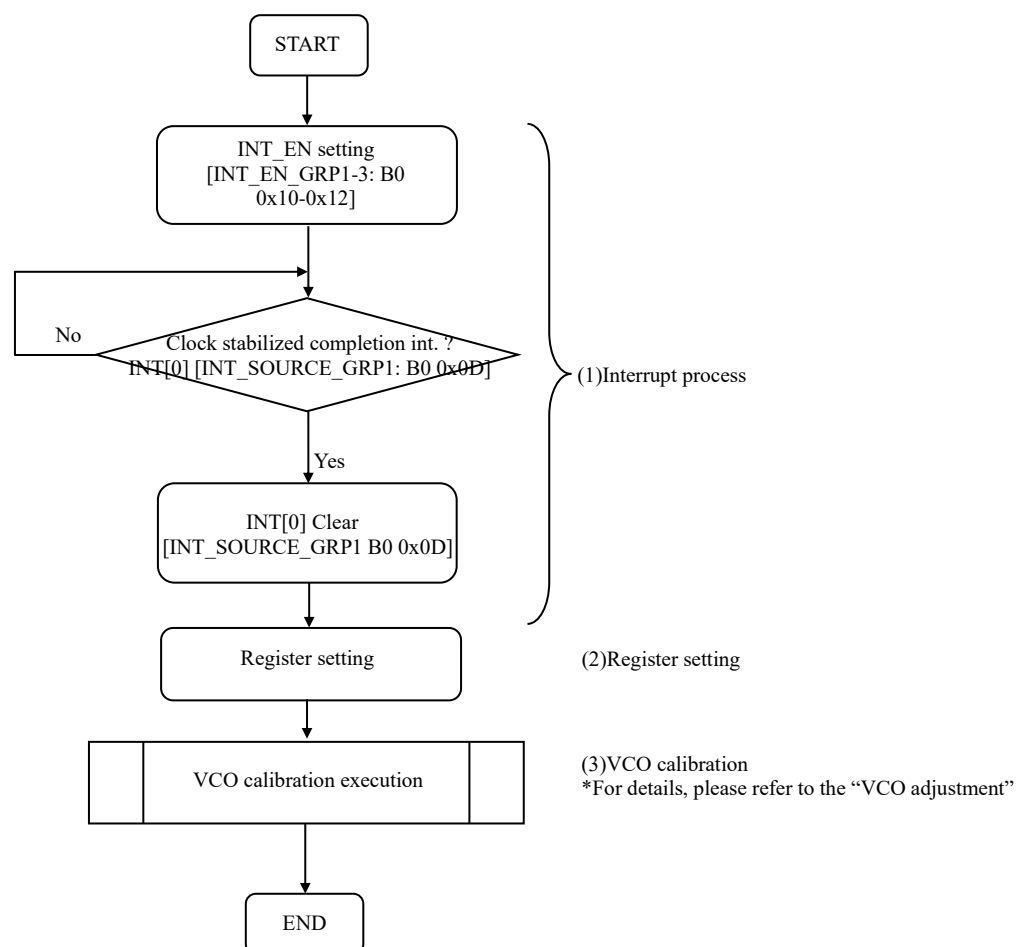 START
INT_EN setting
[INT_EN_GRP1-3: B0
0x10-0x12]
No
Clock stabilized completion int. ?
INT[0] [INT_SOURCE_GRP1: B0 0x0D]
(1)Interrupt process
Yes
INT[0] Clear
[INT_SOURCE_GRP1 B0 0x0D]
Register setting
(2)Register setting
VCO calibration execution
(3)VCO calibration
*For details, please refer to the “VCO adjustment”
END